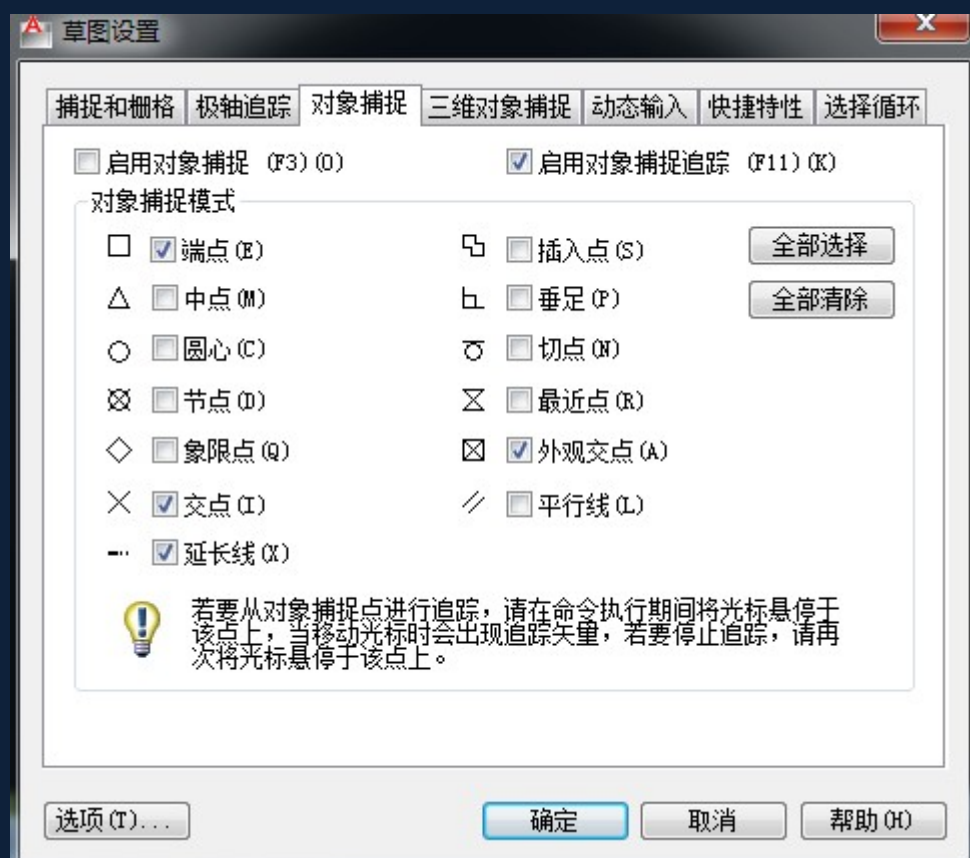 草图设置
捕捉和栅格 极轴追踪 对象捕捉 三维对象捕捉 动态输入 快捷特性 选择循环
启用对象捕捉 (F3)(O) 启用对象捕捉追踪 (F11)(K)
对象捕捉模式
端点(E) 插入点(S) 全部选择
中点(M) 垂足(P) 全部清除
圆心(C) 切点(N)
节点(D) 最近点(R)
象限点(Q) 外观交点(A)
交点(I) 平行线(L)
延长线(X)
若要从对象捕捉点进行追踪，请在命令执行期间将光标悬停于
该点上，当移动光标时会出现追踪矢量，若要停止追踪，请再
次将光标悬停于该点上。
选项(T)... 确定 取消 帮助(H)